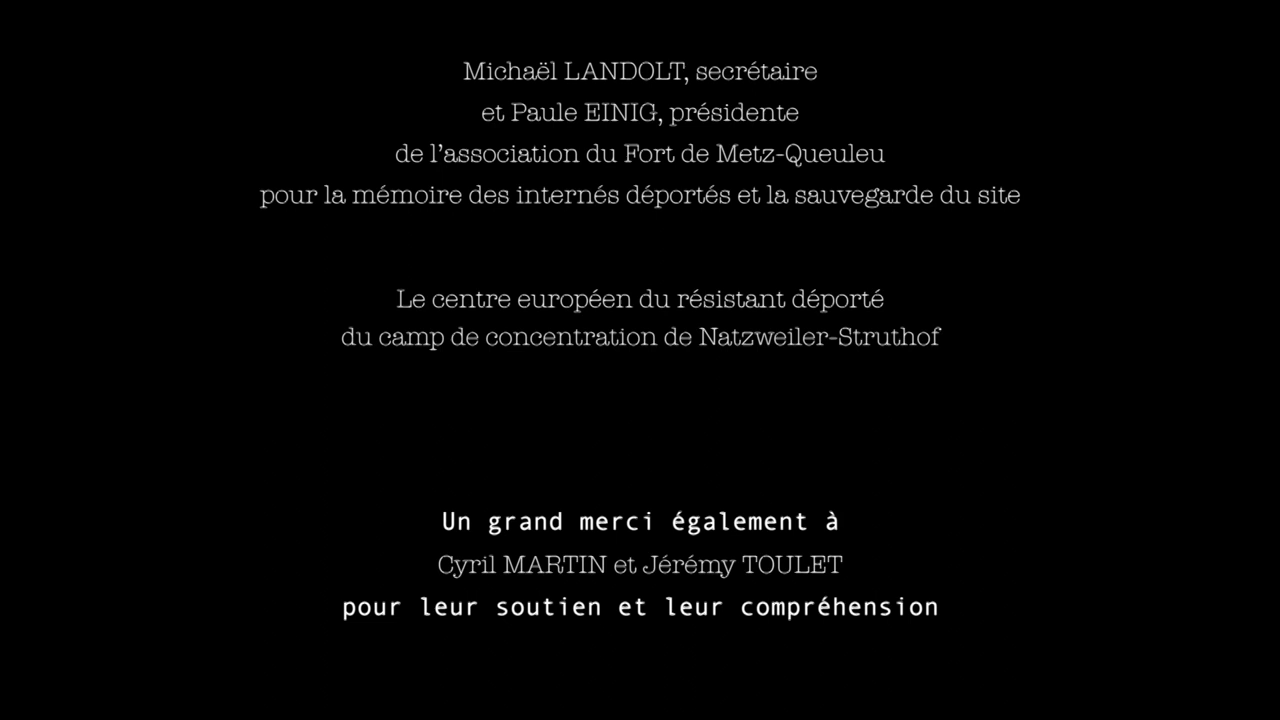 Michaël LANDOLT, secrétaire
et Paule EINIG, présidente
de l’association du Fort de Metz-Queuleu
pour la mémoire des internés déportés et la sauvegarde du site
Le centre européen du résistant déporté
du camp de concentration de Natzweiler-Struthof
Un grand merci également à
Cyril MARTIN et Jérémy TOULET
pour leur soutien et leur compréhension